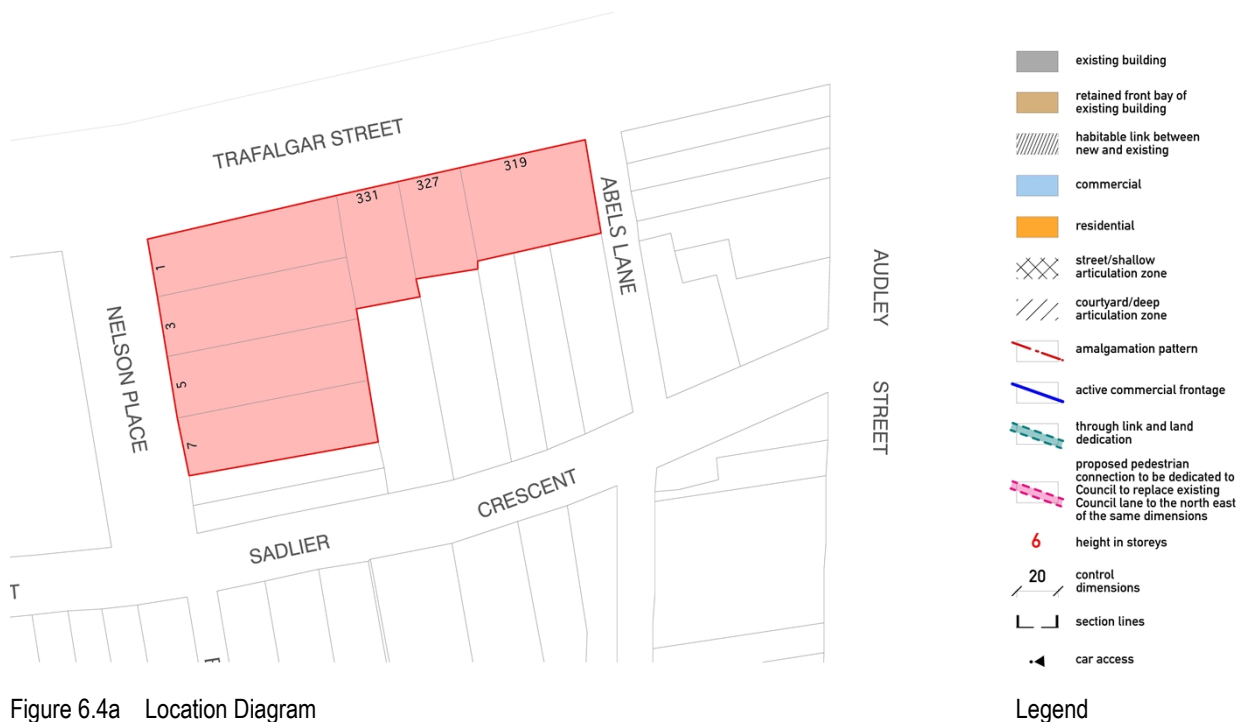 TRAFALGAR STREET
331
327
319
ABELS LANE
1
3
5
7
NELSON PLACE
AUDLEY
STREET
CRESCENT
SADLIER
T
existing building
retained front bay of
existing building
habitable link between
new and existing
commercial
residential
street/shallow
articulation zone
courtyard/deep
articulation zone
amalgamation pattern
active commercial frontage
through link and land
dedication
proposed pedestrian
connection to be dedicated to
Council to replace existing
Council lane to the north east
of the same dimensions
6
height in storeys
20
control
dimensions
section lines
car access
Figure 6.4a Location Diagram
Legend